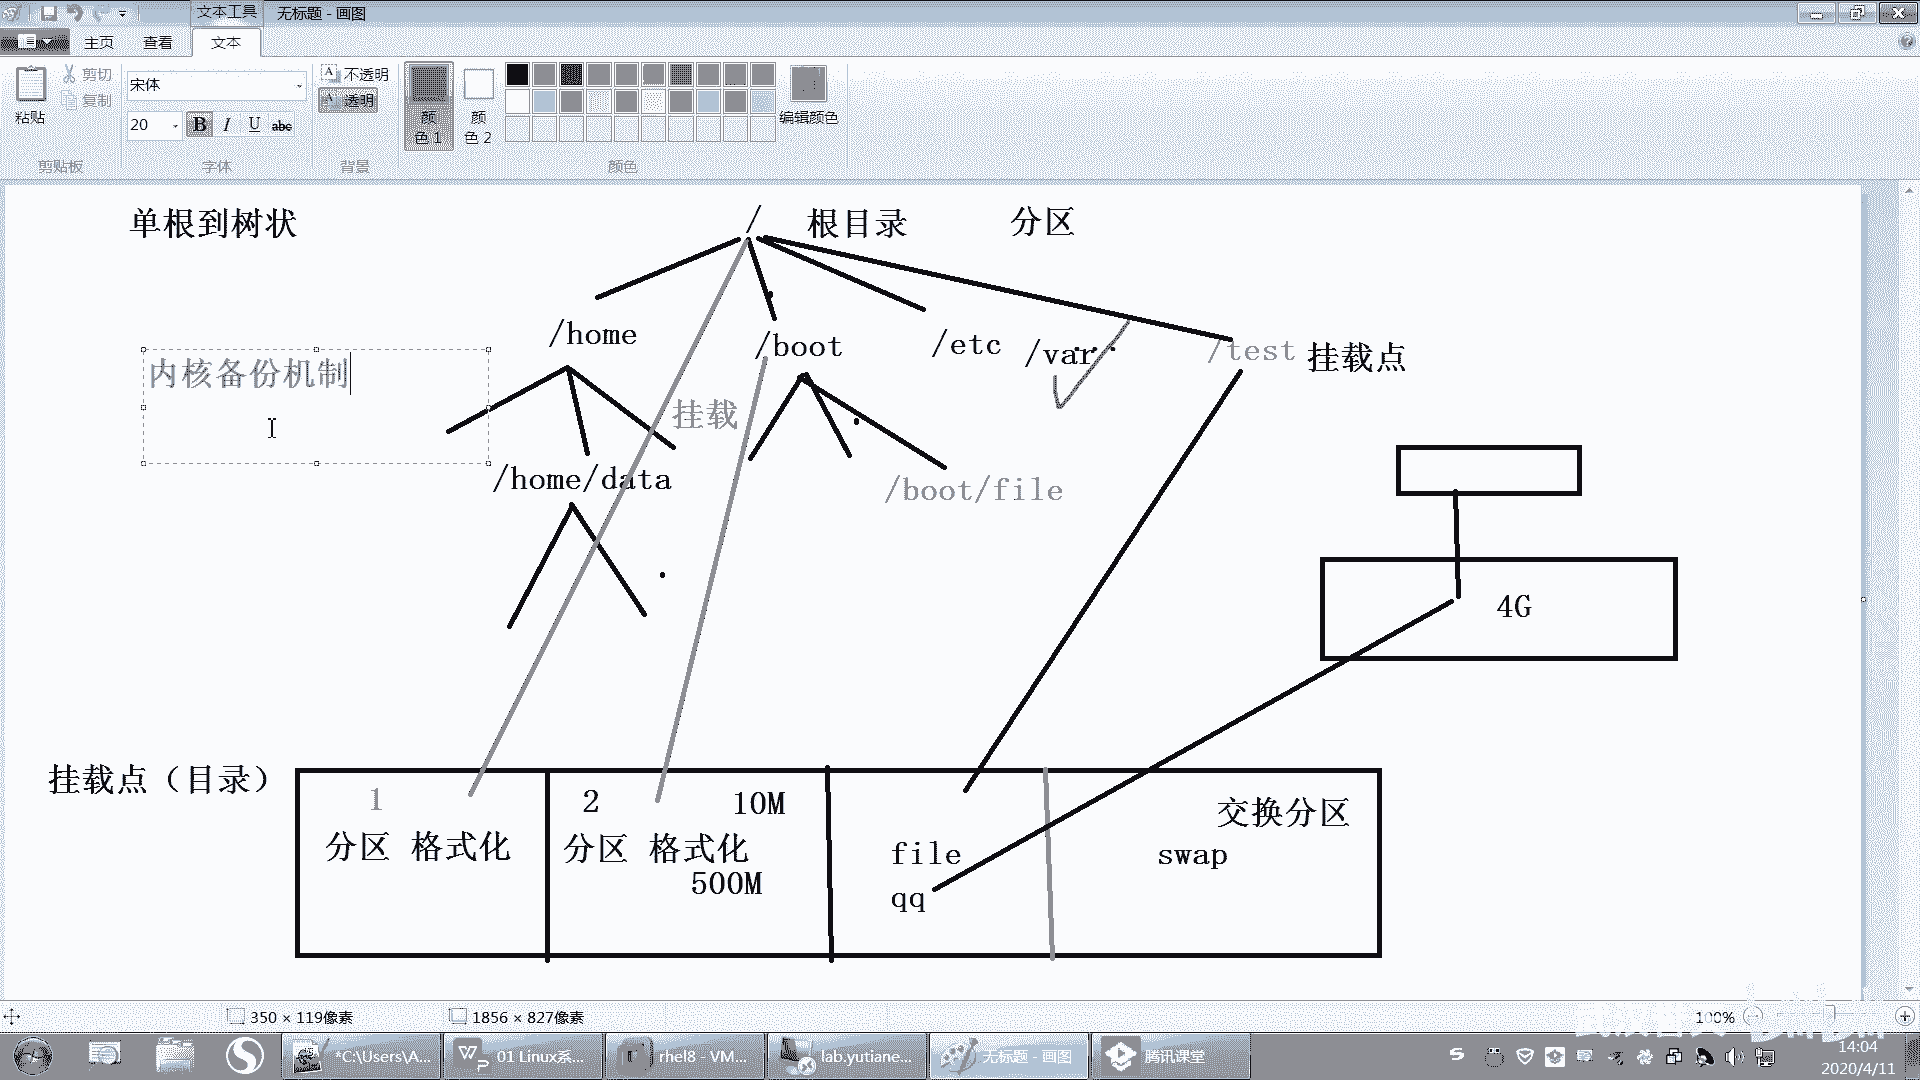 文本工具 无标题 - 画图
主页 查看 文本
粘贴 剪切 复制
剪贴板
宋体
20 B I U abc
字体
不透明
透明
背景
颜色 1
颜色 2
编辑颜色
颜色
单根到树状 / 根目录 分区
/home /boot /etc /var /test 挂载点
内核备份机制
挂载
/home/data /boot/file
4G
挂载点（目录）
1
分区 格式化
2 10M
分区 格式化
500M
file
qq
交换分区
swap
350 × 119像素 1856 × 827像素 100%
*C:\Users\A... 01 Linux系... rhel8 - VM... lab.yutiane... 无标题 - 画图 腾讯课堂
14:04
2020/4/11